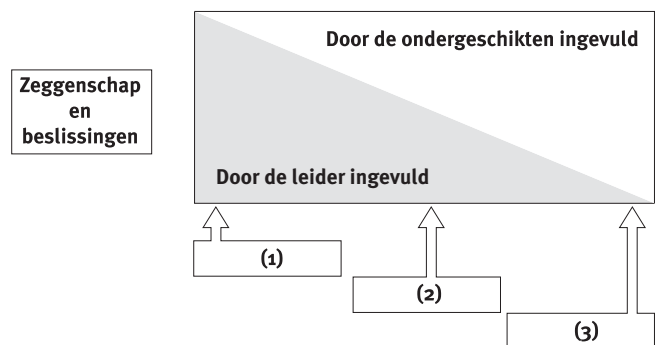 Door de ondergeschikten ingevuld
Zeggenschap
en
beslissingen
Door de leider ingevuld
(1)
(2)
(3)